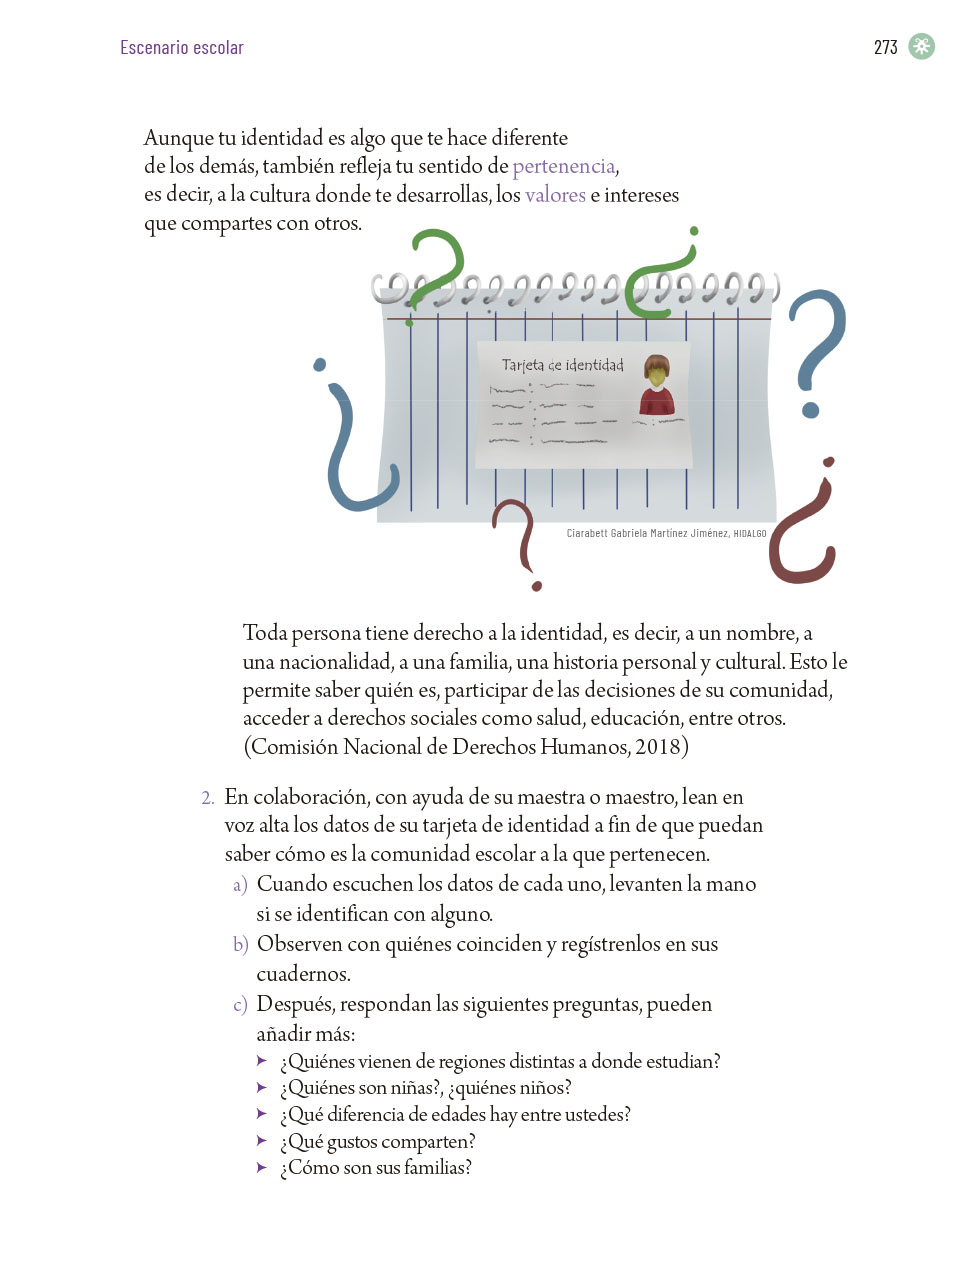 Escenario escolar
273
Aunque tu identidad es algo que te hace diferente
de los demás, también refleja tu sentido de pertenencia,
es decir, a la cultura donde te desarrollas, los valores e intereses
que compartes con otros.
Tarjeta de identidad
Ciarabett Gabriela Martínez Jiménez, HIDALGO
Toda persona tiene derecho a la identidad, es decir, a un nombre, a
una nacionalidad, a una familia, una historia personal y cultural. Esto le
permite saber quién es, participar de las decisiones de su comunidad,
acceder a derechos sociales como salud, educación, entre otros.
(Comisión Nacional de Derechos Humanos, 2018)
2. En colaboración, con ayuda de su maestra o maestro, lean en
voz alta los datos de su tarjeta de identidad a fin de que puedan
saber cómo es la comunidad escolar a la que pertenecen.
a) Cuando escuchen los datos de cada uno, levanten la mano
si se identifican con alguno.
b) Observen con quiénes coinciden y regístrenlos en sus
cuadernos.
c) Después, respondan las siguientes preguntas, pueden
añadir más:
➤ ¿Quiénes vienen de regiones distintas a donde estudian?
➤ ¿Quiénes son niñas?, ¿quiénes niños?
➤ ¿Qué diferencia de edades hay entre ustedes?
➤ ¿Qué gustos comparten?
➤ ¿Cómo son sus familias?